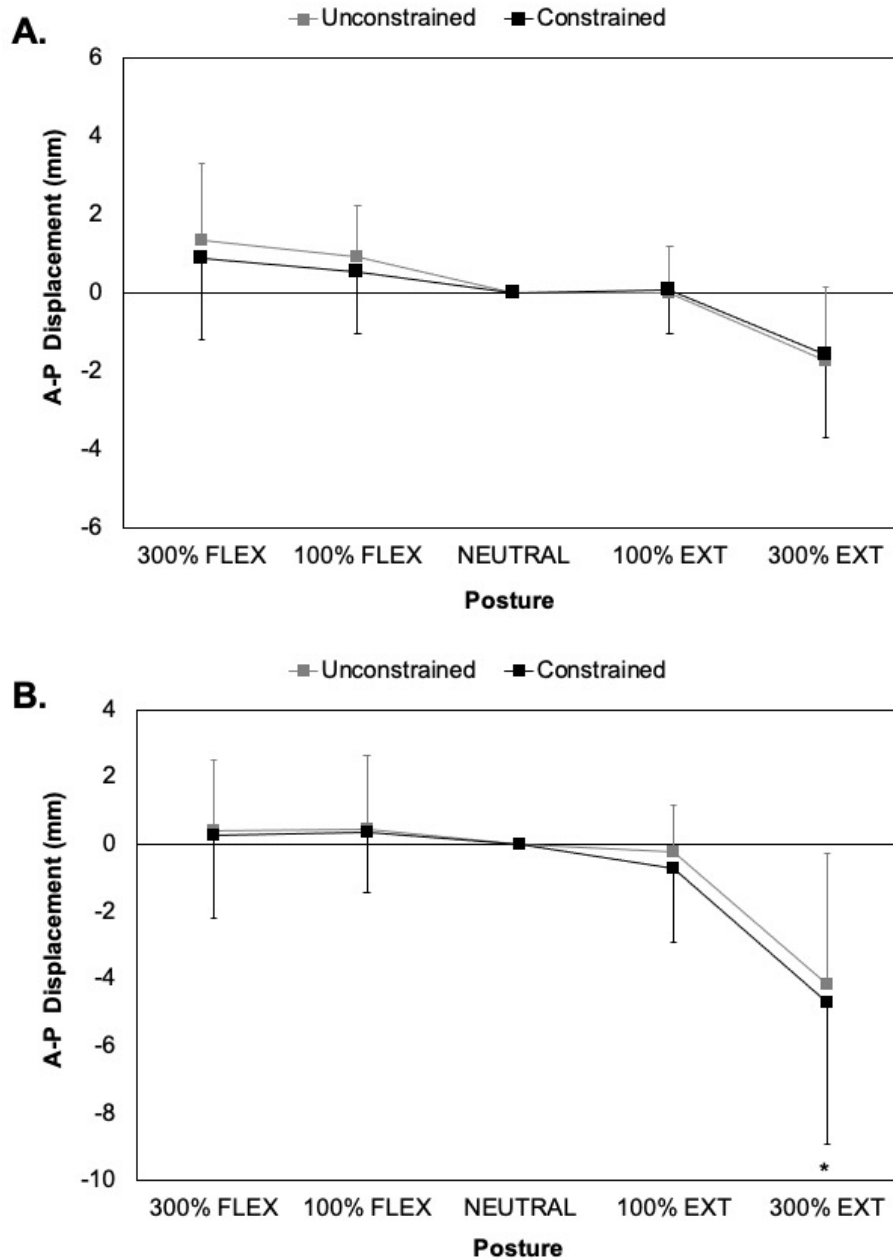 Unconstrained Constrained
A.
6
4
2
0
-2
-4
-6
A-P Displacement (mm)
300% FLEX 100% FLEX NEUTRAL 100% EXT 300% EXT
Posture
Unconstrained Constrained
B.
4
2
0
-2
-4
-6
-8
-10
A-P Displacement (mm)
*
300% FLEX 100% FLEX NEUTRAL 100% EXT 300% EXT
Posture